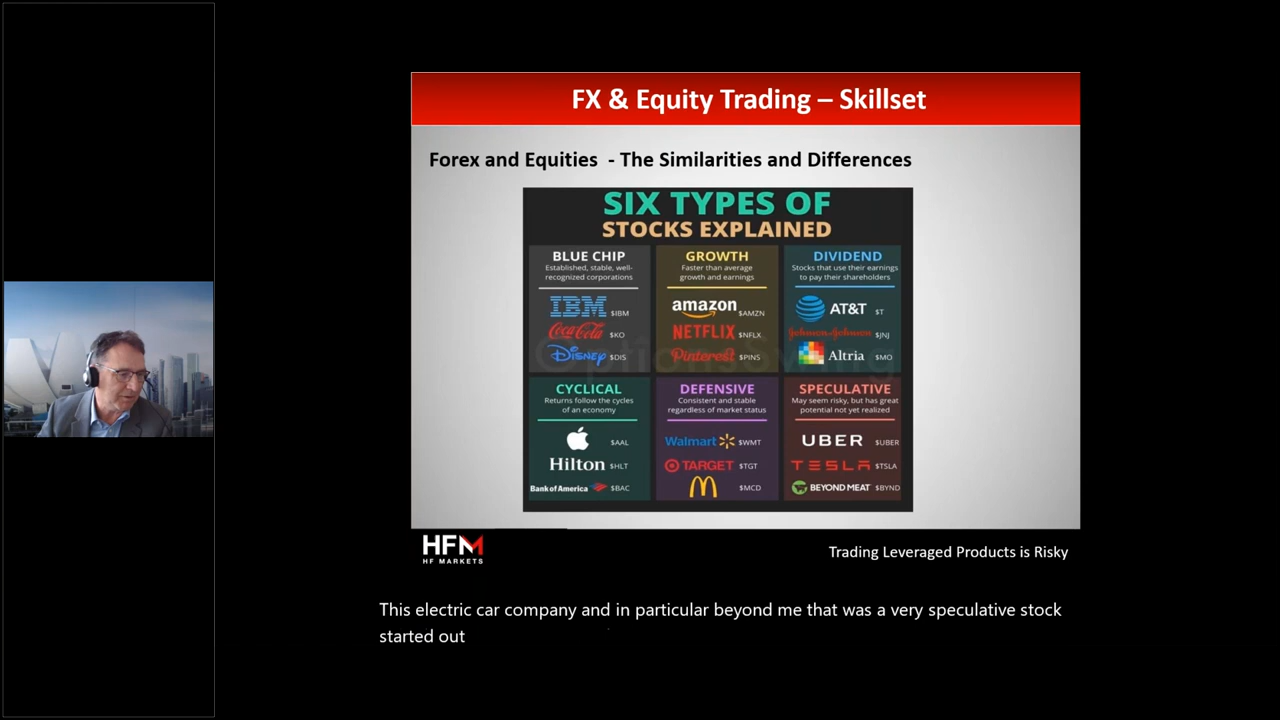 FX & Equity Trading – Skillset
Forex and Equities - The Similarities and Differences
SIX TYPES OF
STOCKS EXPLAINED
BLUE CHIP
Established, stable, well-
recognized corporations
IBM $IBM
Coca-Cola $KO
Disney $DIS
GROWTH
Faster than average
growth and earnings
amazon $AMZN
NETFLIX $NFLX
Pinterest $PINS
DIVIDEND
Stocks that use their earnings
to pay their shareholders
AT&T $T
Johnson & Johnson $JNJ
Altria $MO
OptionsSwing
CYCLICAL
Returns follow the cycles
of an economy
$AAL
Hilton $HLT
Bank of America $BAC
DEFENSIVE
Consistent and stable
regardless of market status
Walmart $WMT
TARGET $TGT
$MCD
SPECULATIVE
May seem risky, but has great
potential not yet realized
UBER $UBER
TESLA $TSLA
BEYOND MEAT $BYND
HFM
HF MARKETS
Trading Leveraged Products is Risky
This electric car company and in particular beyond me that was a very speculative stock
started out